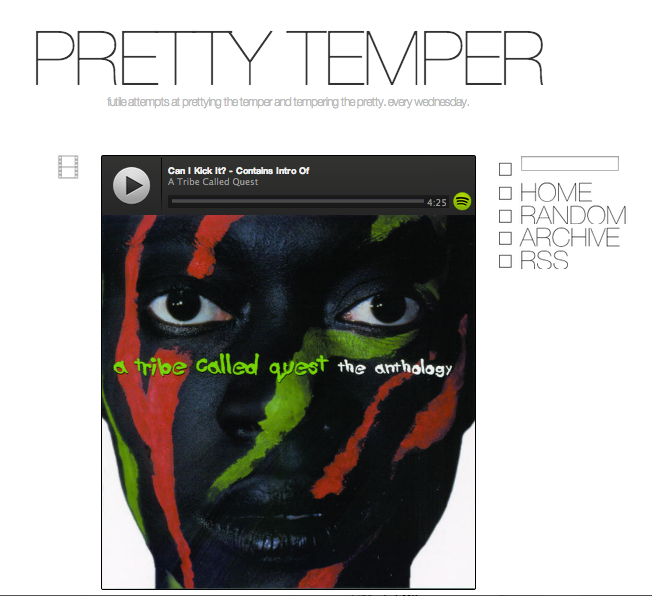 PRETTY TEMPER
futile attempts at prettying the temper and tempering the pretty. every wednesday.
Can I Kick It? - Contains Intro Of
A Tribe Called Quest
4:25
a tribe called quest the anthology
HOME
RANDOM
ARCHIVE
RSS